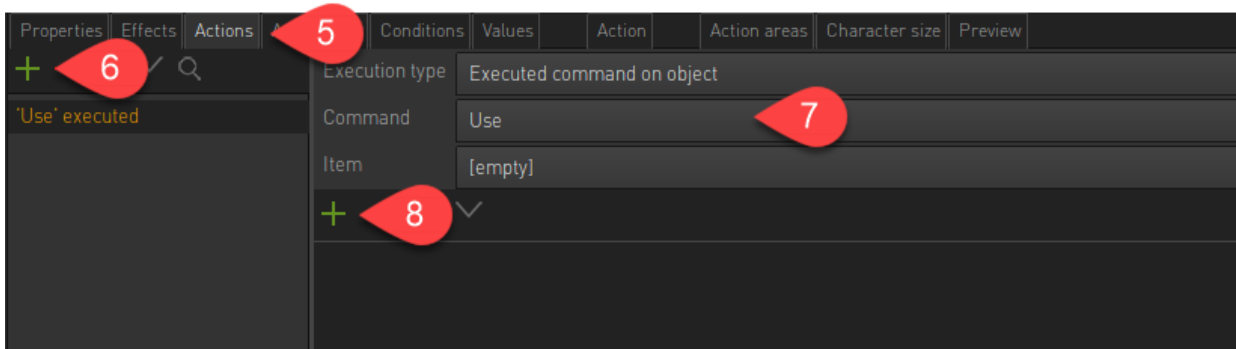 Properties Effects Actions 5 Conditions Values Action Action areas Character size Preview
6 Execution type Executed command on object
'Use' executed Command Use 7
Item [empty]
8